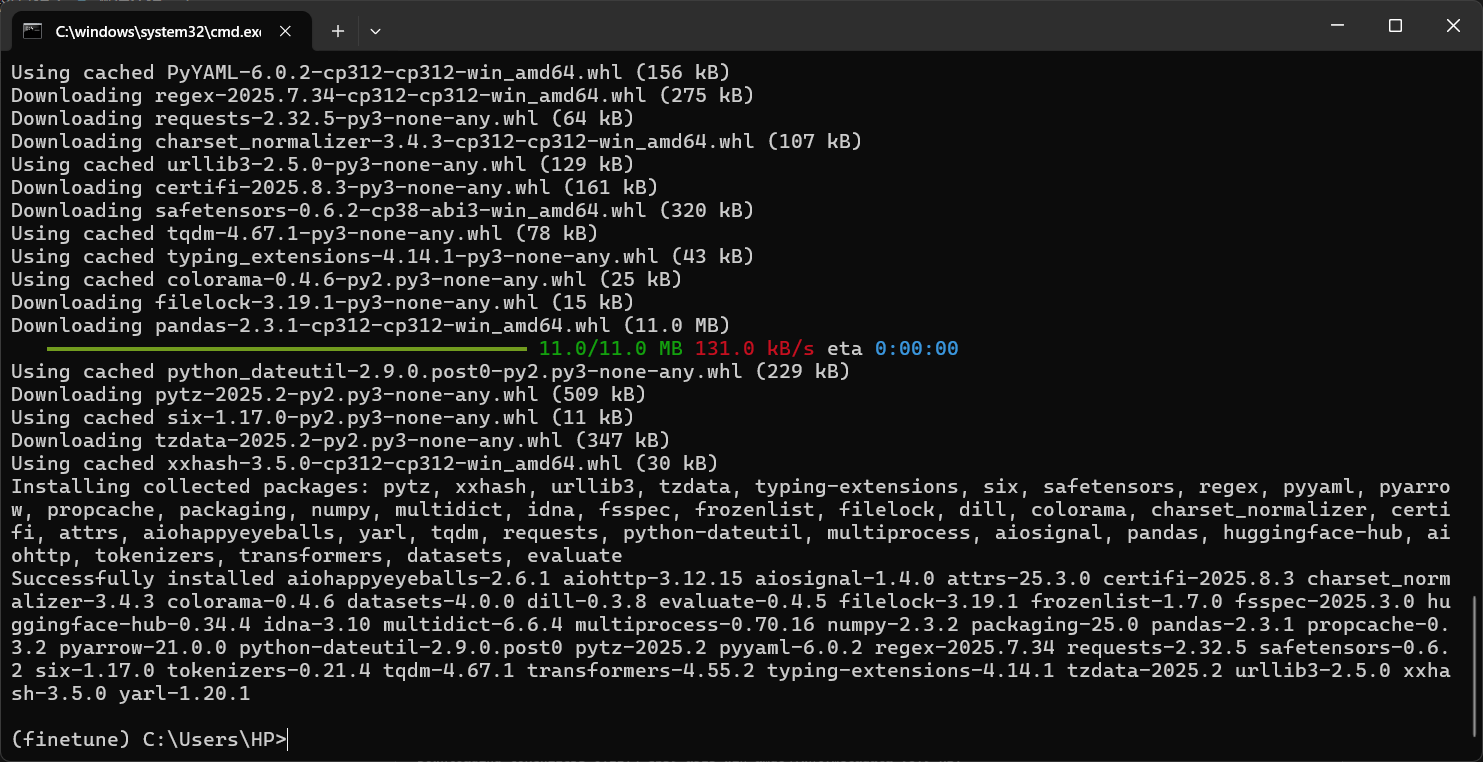 C:\windows\system32\cmd.exe
Using cached PyYAML-6.0.2-cp312-cp312-win_amd64.whl (156 kB)
Downloading regex-2025.7.34-cp312-cp312-win_amd64.whl (275 kB)
Downloading requests-2.32.5-py3-none-any.whl (64 kB)
Downloading charset_normalizer-3.4.3-cp312-cp312-win_amd64.whl (107 kB)
Using cached urllib3-2.5.0-py3-none-any.whl (129 kB)
Downloading certifi-2025.8.3-py3-none-any.whl (161 kB)
Downloading safetensors-0.6.2-cp38-abi3-win_amd64.whl (320 kB)
Using cached tqdm-4.67.1-py3-none-any.whl (78 kB)
Using cached typing_extensions-4.14.1-py3-none-any.whl (43 kB)
Using cached colorama-0.4.6-py2.py3-none-any.whl (25 kB)
Downloading filelock-3.19.1-py3-none-any.whl (15 kB)
Downloading pandas-2.3.1-cp312-cp312-win_amd64.whl (11.0 MB)
11.0/11.0 MB 131.0 kB/s eta 0:00:00
Using cached python_dateutil-2.9.0.post0-py2.py3-none-any.whl (229 kB)
Downloading pytz-2025.2-py2.py3-none-any.whl (509 kB)
Using cached six-1.17.0-py2.py3-none-any.whl (11 kB)
Downloading tzdata-2025.2-py2.py3-none-any.whl (347 kB)
Using cached xxhash-3.5.0-cp312-cp312-win_amd64.whl (30 kB)
Installing collected packages: pytz, xxhash, urllib3, tzdata, typing-extensions, six, safetensors, regex, pyyaml, pyarro
w, propcache, packaging, numpy, multidict, idna, fsspec, frozenlist, filelock, dill, colorama, charset_normalizer, certi
fi, attrs, aiohappyeyeballs, yarl, tqdm, requests, python-dateutil, multiprocess, aiosignal, pandas, huggingface-hub, ai
ohttp, tokenizers, transformers, datasets, evaluate
Successfully installed aiohappyeyeballs-2.6.1 aiohttp-3.12.15 aiosignal-1.4.0 attrs-25.3.0 certifi-2025.8.3 charset_norm
alizer-3.4.3 colorama-0.4.6 datasets-4.0.0 dill-0.3.8 evaluate-0.4.5 filelock-3.19.1 frozenlist-1.7.0 fsspec-2025.3.0 hu
ggingface-hub-0.34.4 idna-3.10 multidict-6.6.4 multiprocess-0.70.16 numpy-2.3.2 packaging-25.0 pandas-2.3.1 propcache-0.
3.2 pyarrow-21.0.0 python-dateutil-2.9.0.post0 pytz-2025.2 pyyaml-6.0.2 regex-2025.7.34 requests-2.32.5 safetensors-0.6.
2 six-1.17.0 tokenizers-0.21.4 tqdm-4.67.1 transformers-4.55.2 typing-extensions-4.14.1 tzdata-2025.2 urllib3-2.5.0 xxha
sh-3.5.0 yarl-1.20.1
(finetune) C:\Users\HP>